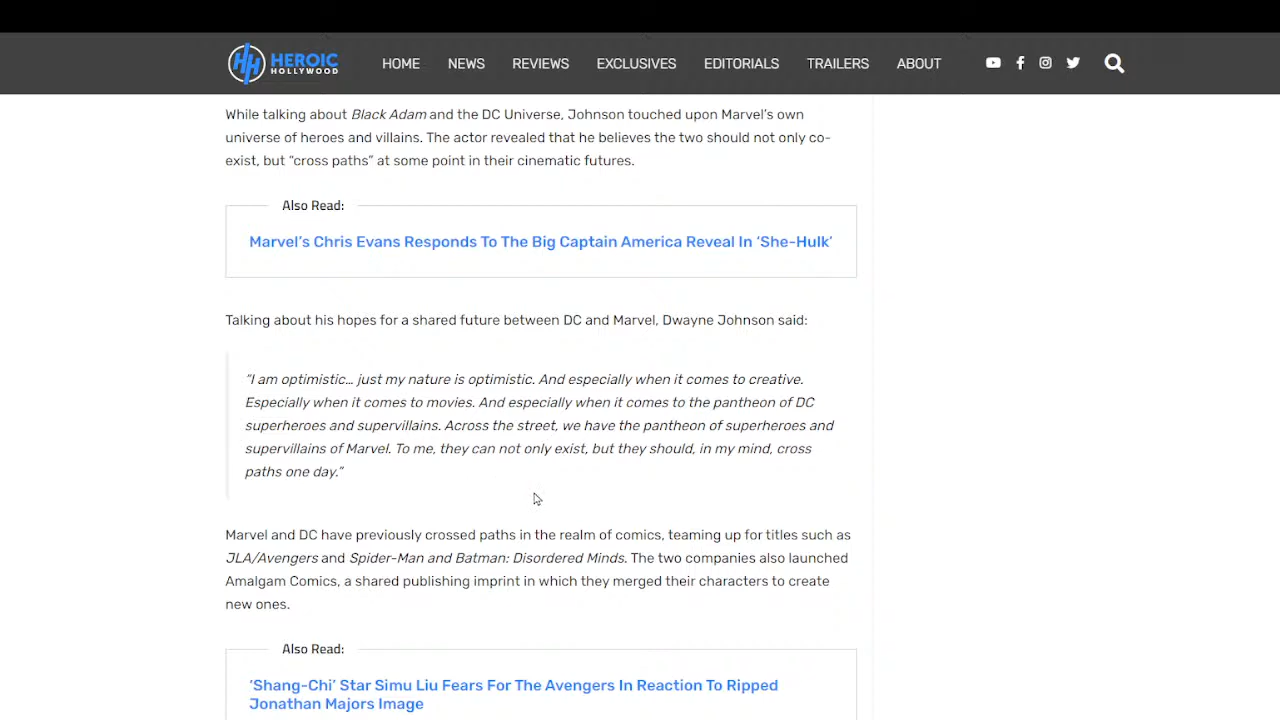 HEROIC
HOLLYWOOD
HOME NEWS REVIEWS EXCLUSIVES EDITORIALS TRAILERS ABOUT
While talking about Black Adam and the DC Universe, Johnson touched upon Marvel’s own
universe of heroes and villains. The actor revealed that he believes the two should not only co-
exist, but “cross paths” at some point in their cinematic futures.
Also Read:
Marvel’s Chris Evans Responds To The Big Captain America Reveal In ‘She-Hulk’
Talking about his hopes for a shared future between DC and Marvel, Dwayne Johnson said:
“I am optimistic… just my nature is optimistic. And especially when it comes to creative.
Especially when it comes to movies. And especially when it comes to the pantheon of DC
superheroes and supervillains. Across the street, we have the pantheon of superheroes and
supervillains of Marvel. To me, they can not only exist, but they should, in my mind, cross
paths one day.”
Marvel and DC have previously crossed paths in the realm of comics, teaming up for titles such as
JLA/Avengers and Spider-Man and Batman: Disordered Minds. The two companies also launched
Amalgam Comics, a shared publishing imprint in which they merged their characters to create
new ones.
Also Read:
‘Shang-Chi’ Star Simu Liu Fears For The Avengers In Reaction To Ripped
Jonathan Majors Image